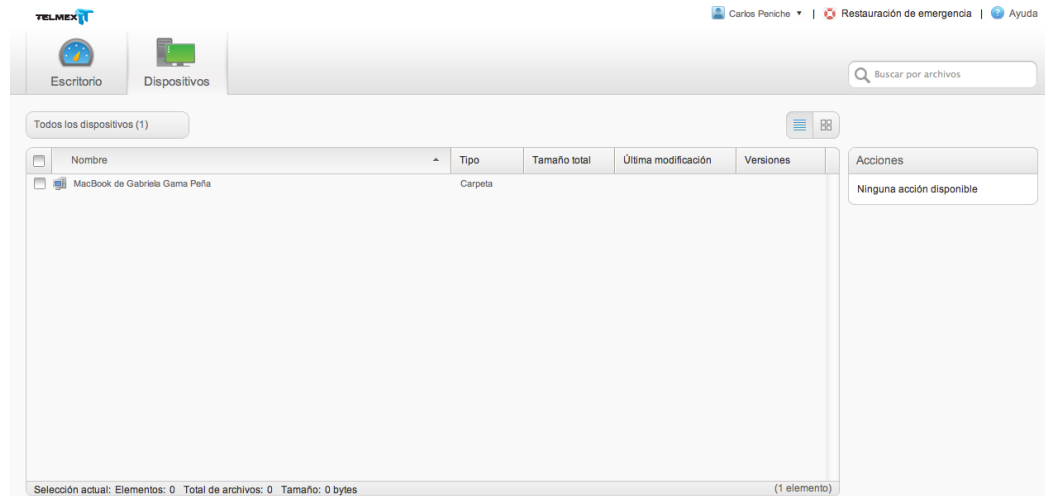 TELMEX
Carlos Peniche | Restauración de emergencia | Ayuda
Escritorio Dispositivos
Buscar por archivos
Todos los dispositivos (1)
Nombre Tipo Tamaño total Última modificación Versiones Acciones
MacBook de Gabriela Gama Peña Carpeta Ninguna acción disponible
Selección actual: Elementos: 0 Total de archivos: 0 Tamaño: 0 bytes (1 elemento)